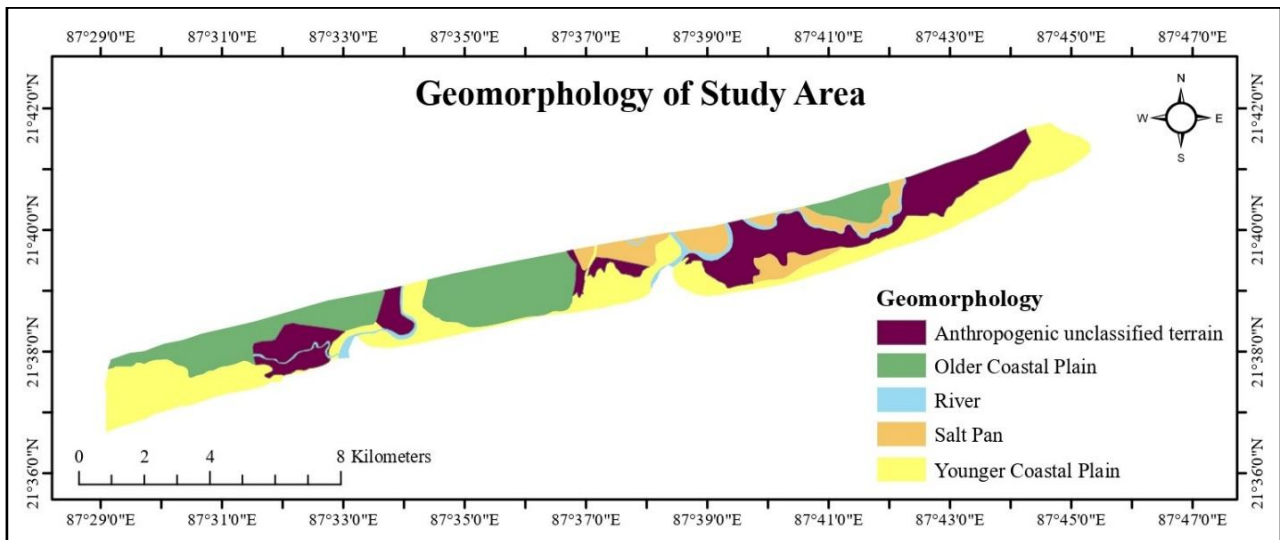 87°29'0"E 87°31'0"E 87°33'0"E 87°35'0"E 87°37'0"E 87°39'0"E 87°41'0"E 87°43'0"E 87°45'0"E 87°47'0"E
Geomorphology of Study Area
N
W E
S
21°42'0"N 21°42'0"N
21°40'0"N 21°40'0"N
21°38'0"N 21°38'0"N
21°36'0"N 21°36'0"N
Geomorphology
Anthropogenic unclassified terrain
Older Coastal Plain
River
Salt Pan
Younger Coastal Plain
0 2 4 8 Kilometers
87°29'0"E 87°31'0"E 87°33'0"E 87°35'0"E 87°37'0"E 87°39'0"E 87°41'0"E 87°43'0"E 87°45'0"E 87°47'0"E